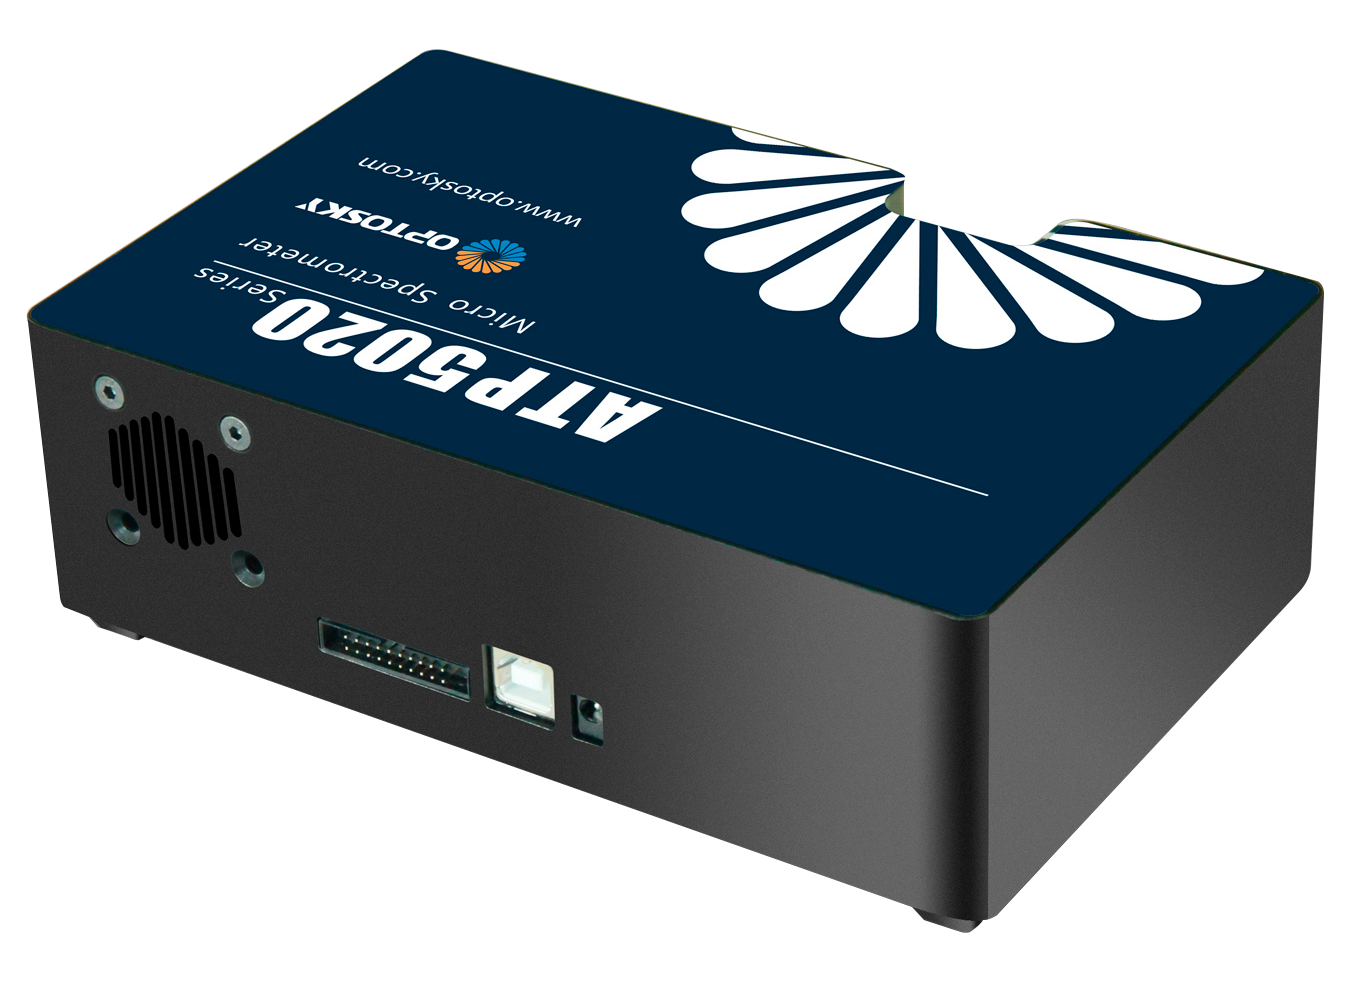 ATP5020 Series
Micro Spectrometer
OPTOSKY
www.optosky.com